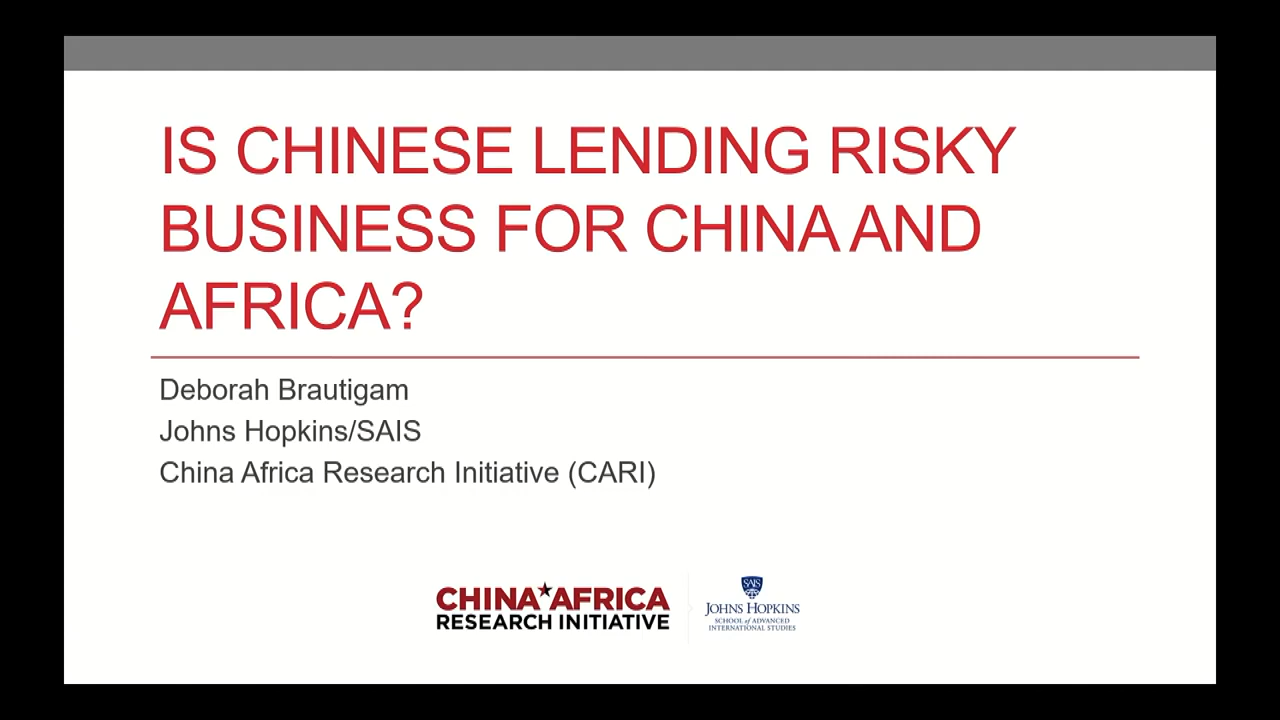 IS CHINESE LENDING RISKY
BUSINESS FOR CHINA AND
AFRICA?
Deborah Brautigam
Johns Hopkins/SAIS
China Africa Research Initiative (CARI)
CHINA★AFRICA
RESEARCH INITIATIVE
SAIS
JOHNS HOPKINS
SCHOOL of ADVANCED
INTERNATIONAL STUDIES